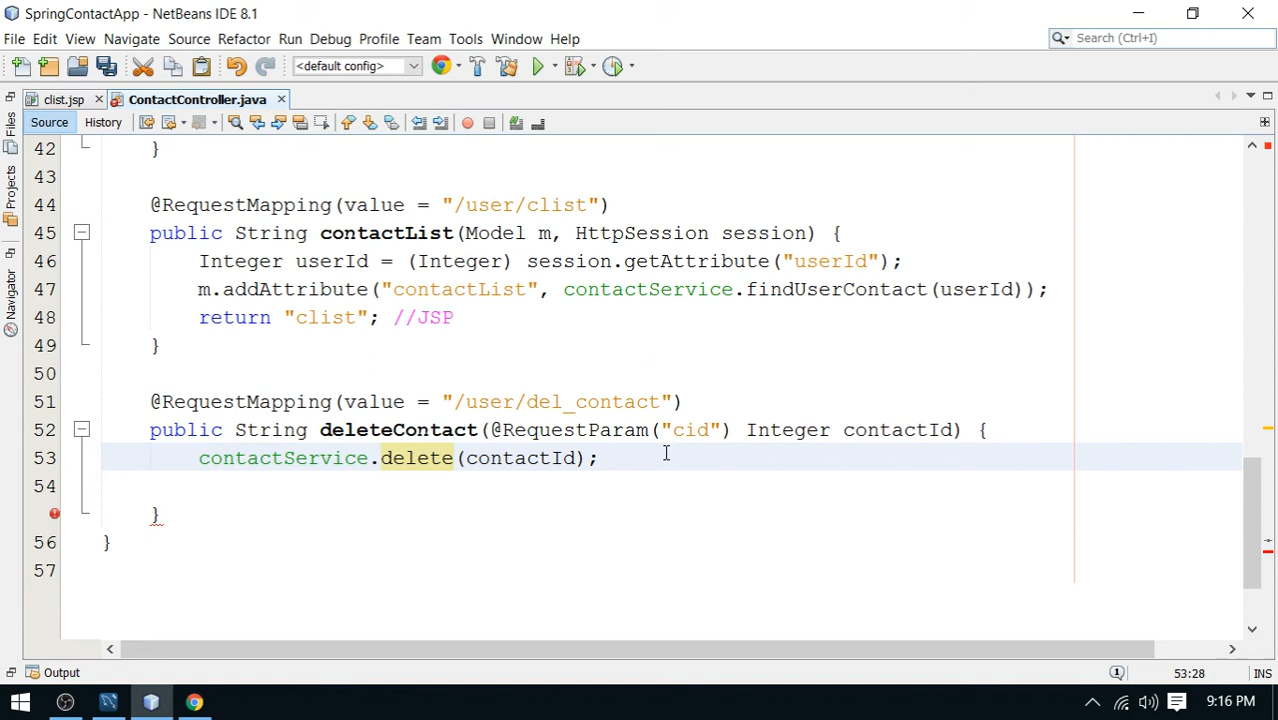 SpringContactApp - NetBeans IDE 8.1
File Edit View Navigate Source Refactor Run Debug Profile Team Tools Window Help
Search (Ctrl+I)
<default config>
clist.jsp
ContactController.java
Source
History
Files
Projects
Navigator
42 }
43
44 @RequestMapping(value = "/user/clist")
45 public String contactList(Model m, HttpSession session) {
46 Integer userId = (Integer) session.getAttribute("userId");
47 m.addAttribute("contactList", contactService.findUserContact(userId));
48 return "clist"; //JSP
49 }
50
51 @RequestMapping(value = "/user/del_contact")
52 public String deleteContact(@RequestParam("cid") Integer contactId) {
53 contactService.delete(contactId);
54
}
56 }
57
Output
1
53:28
INS
9:16 PM